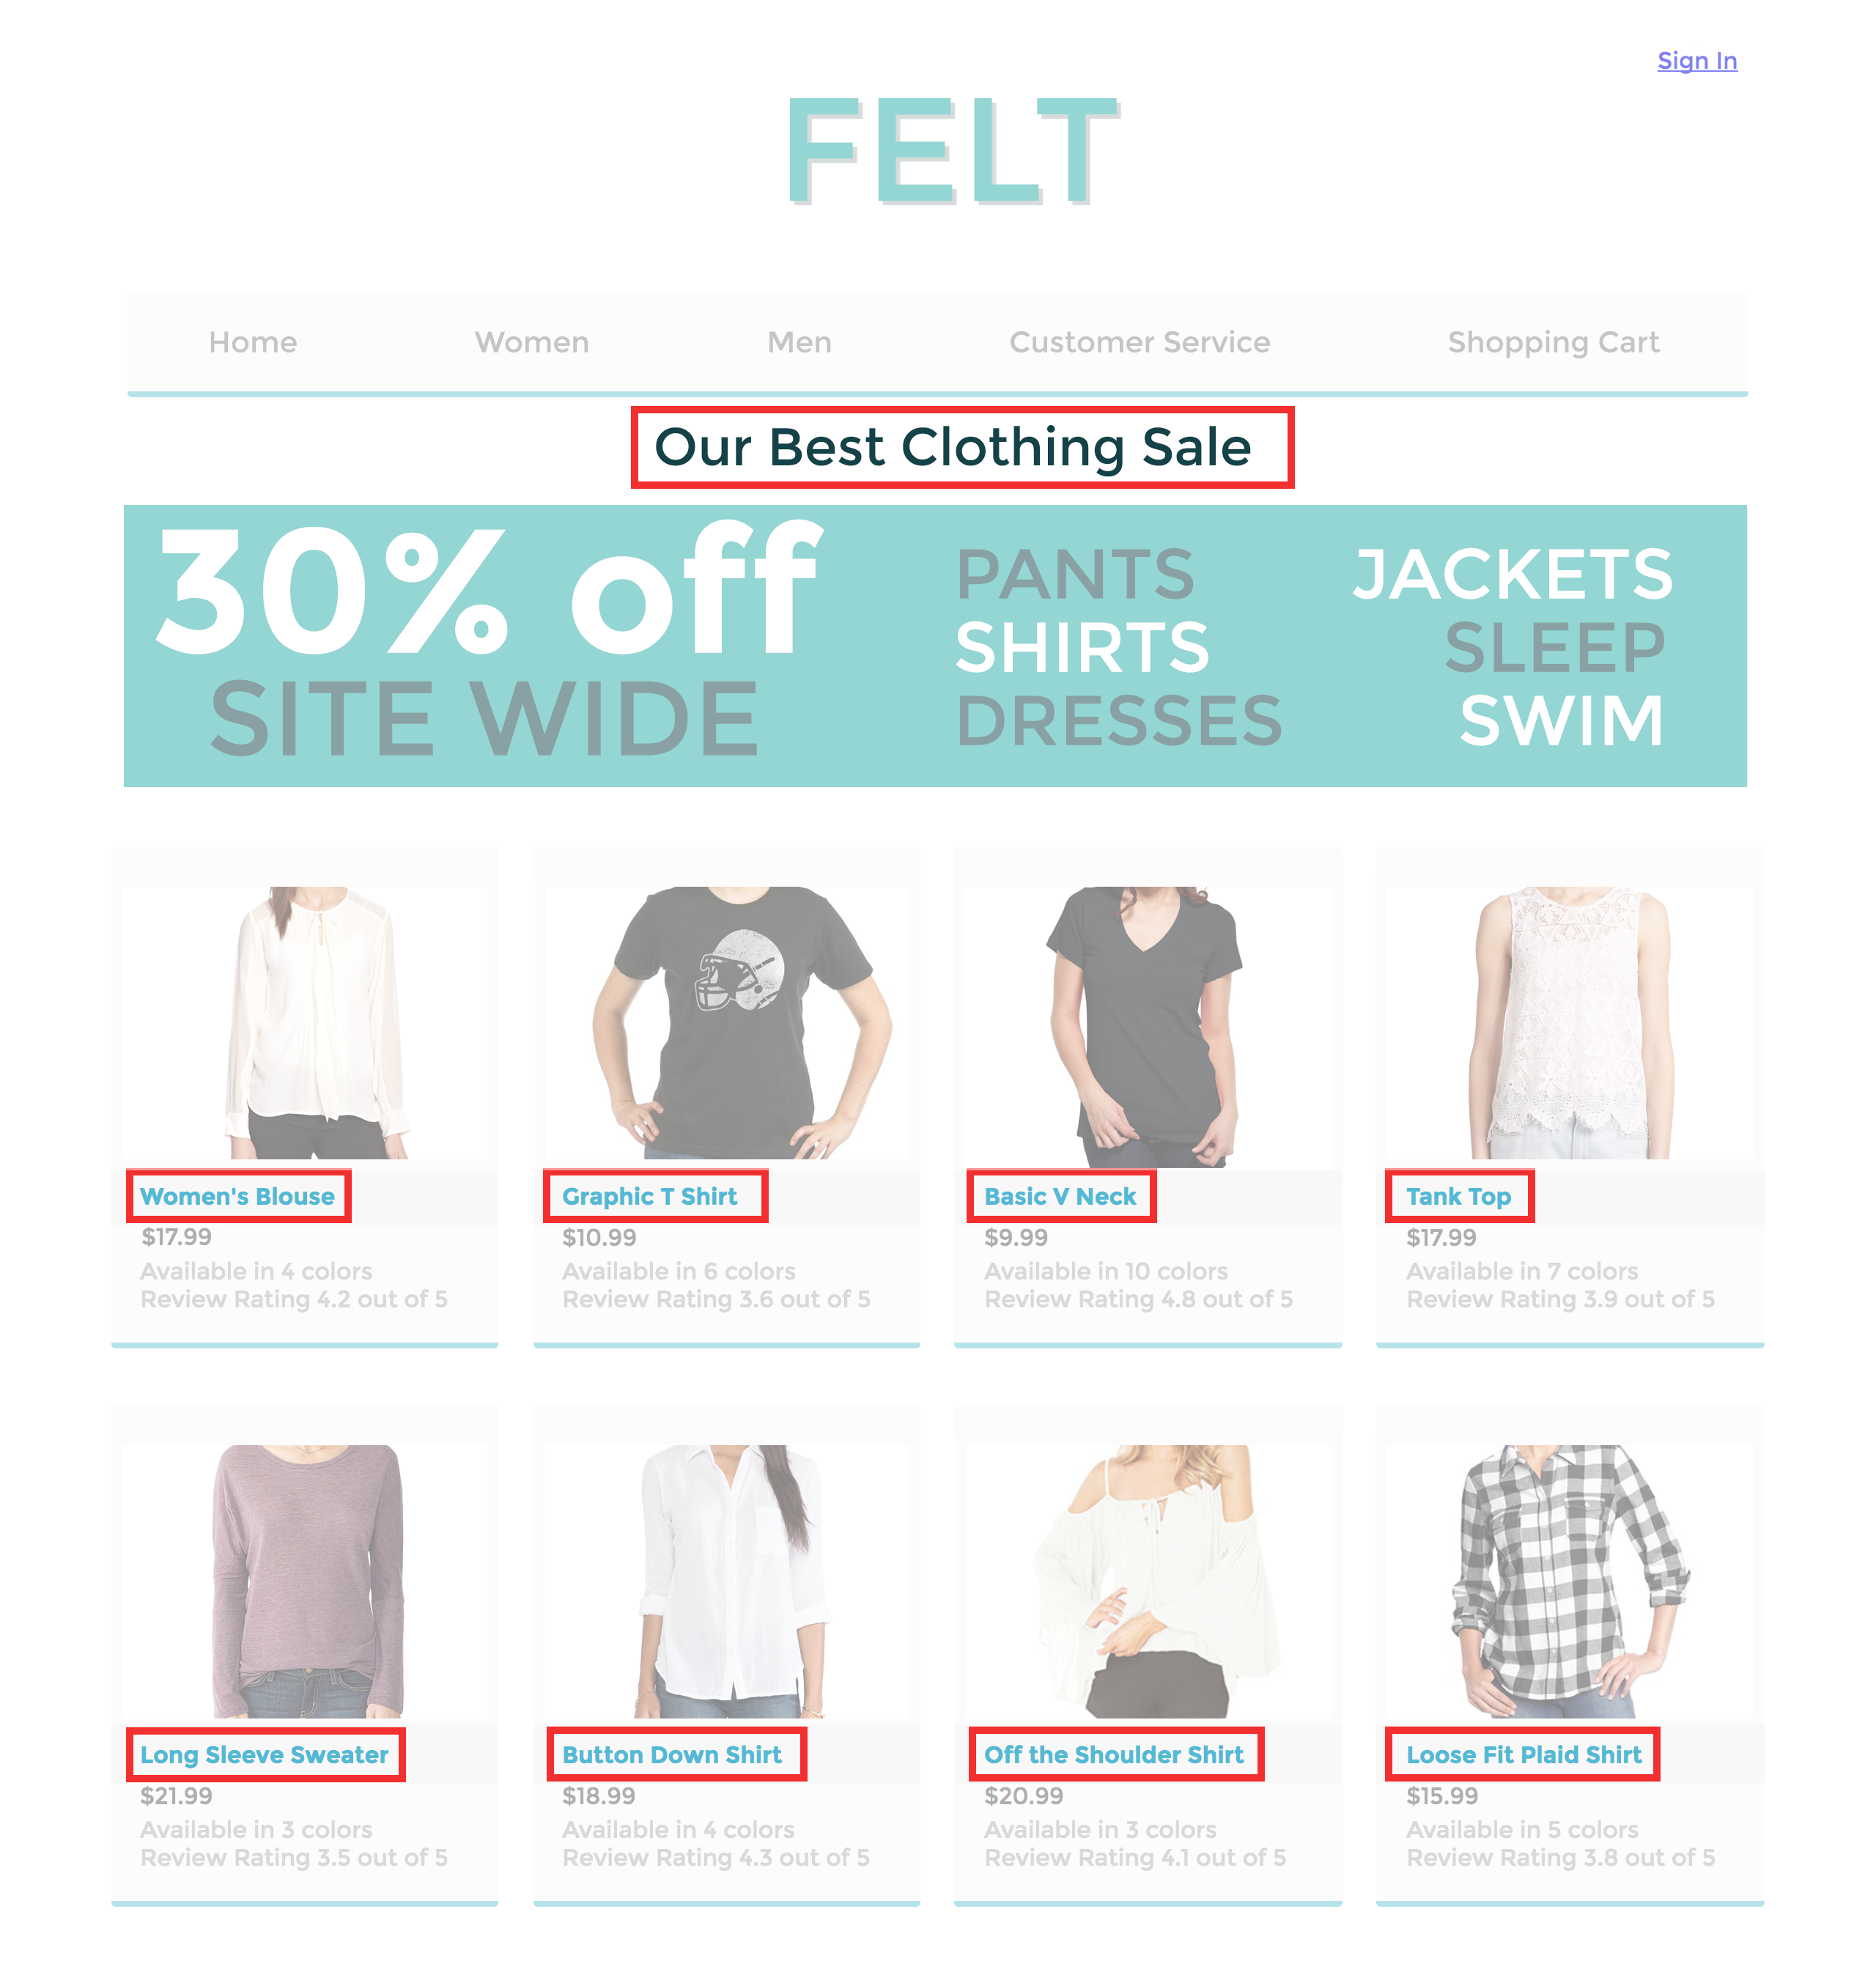 Sign In
FELT
Home Women Men Customer Service Shopping Cart
Our Best Clothing Sale
30% off
SITE WIDE
PANTS JACKETS
SHIRTS SLEEP
DRESSES SWIM
Women's Blouse
$17.99
Available in 4 colors
Review Rating 4.2 out of 5
Graphic T Shirt
$10.99
Available in 6 colors
Review Rating 3.6 out of 5
Basic V Neck
$9.99
Available in 10 colors
Review Rating 4.8 out of 5
Tank Top
$17.99
Available in 7 colors
Review Rating 3.9 out of 5
Long Sleeve Sweater
$21.99
Available in 3 colors
Review Rating 3.5 out of 5
Button Down Shirt
$18.99
Available in 4 colors
Review Rating 4.3 out of 5
Off the Shoulder Shirt
$20.99
Available in 3 colors
Review Rating 4.1 out of 5
Loose Fit Plaid Shirt
$15.99
Available in 5 colors
Review Rating 3.8 out of 5